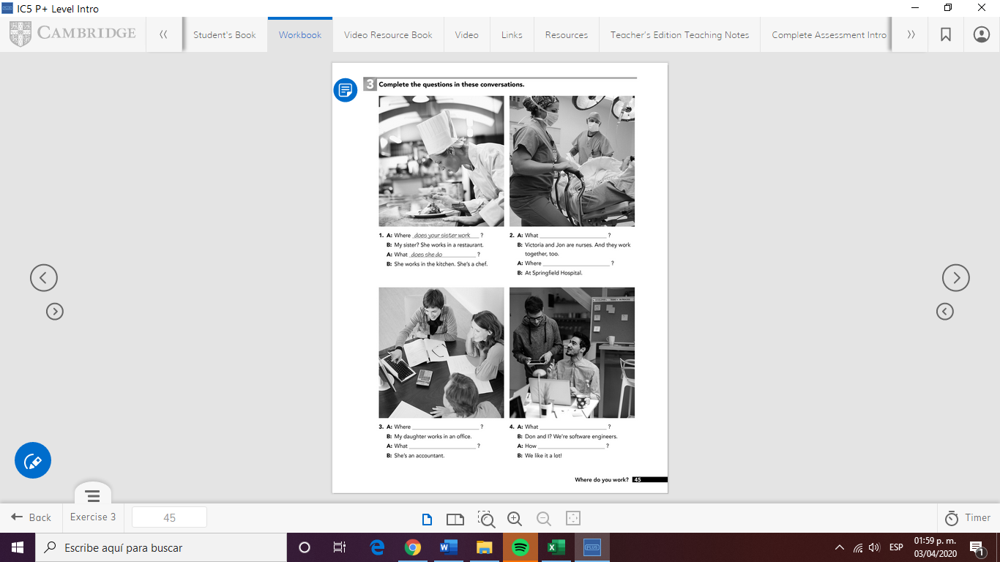 IC5 P+ Level Intro
CAMBRIDGE
Student's Book
Workbook
Video Resource Book
Video
Links
Resources
Teacher's Edition Teaching Notes
Complete Assessment Intro
3 Complete the questions in these conversations.
1. A: Where does your sister work ?
B: My sister? She works in a restaurant.
A: What does she do ?
B: She works in the kitchen. She's a chef.
2. A: What ?
B: Victoria and Jon are nurses. And they work
together, too.
A: Where ?
B: At Springfield Hospital.
3. A: Where ?
B: My daughter works in an office.
A: What ?
B: She's an accountant.
4. A: What ?
B: Don and I? We're software engineers.
A: How ?
B: We like it a lot!
Where do you work? 45
Back
Exercise 3
45
Timer
Escribe aquí para buscar
PLUS
ESP
01:59 p. m.
03/04/2020
1